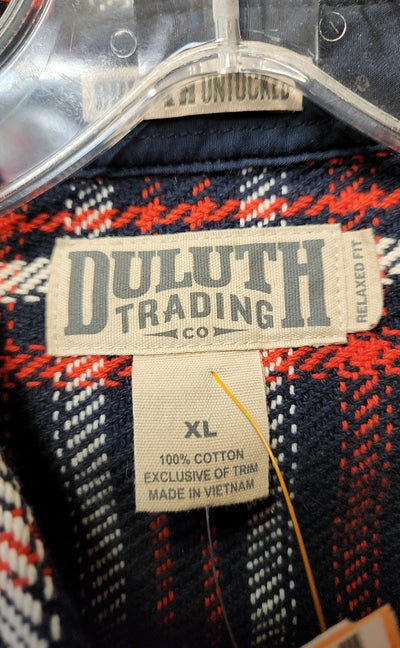 UNTUCKED
DULUTH
TRADING
CO
RELAXED FIT
XL
100% COTTON
EXCLUSIVE OF TRIM
MADE IN VIETNAM